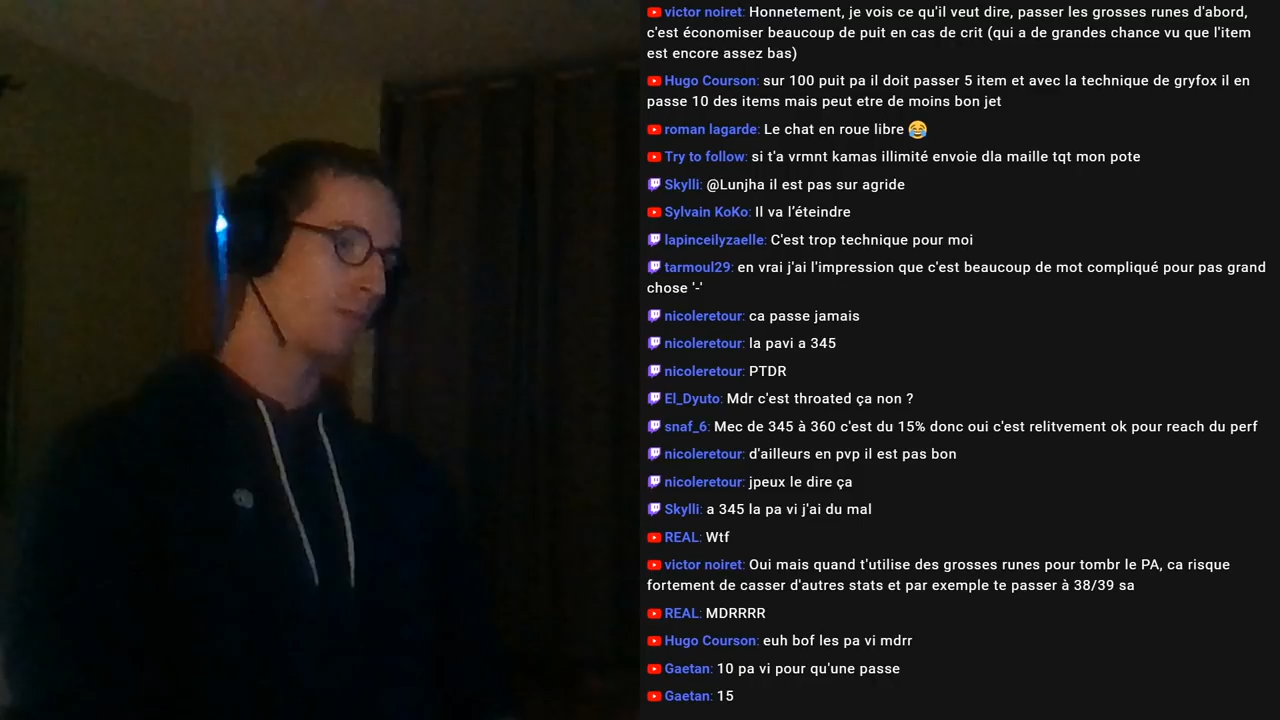 victor noiret: Honnetement, je vois ce qu'il veut dire, passer les grosses runes d'abord,
c'est économiser beaucoup de puit en cas de crit (qui a de grandes chance vu que l'item
est encore assez bas)
Hugo Courson: sur 100 puit pa il doit passer 5 item et avec la technique de gryfox il en
passe 10 des items mais peut etre de moins bon jet
roman lagarde: Le chat en roue libre 😂
Try to follow: si t'a vrmnt kamas illimité envoie dla maille tqt mon pote
Skylli: @Lunjha il est pas sur agride
Sylvain KoKo: Il va l’éteindre
lapinceilyzaelle: C'est trop technique pour moi
tarmoul29: en vrai j'ai l'impression que c'est beaucoup de mot compliqué pour pas grand
chose '-'
nicoleretour: ca passe jamais
nicoleretour: la pavi a 345
nicoleretour: PTDR
El_Dyuto: Mdr c'est throated ça non ?
snaf_6: Mec de 345 à 360 c'est du 15% donc oui c'est relitvement ok pour reach du perf
nicoleretour: d'ailleurs en pvp il est pas bon
nicoleretour: jpeux le dire ça
Skylli: a 345 la pa vi j'ai du mal
REAL: Wtf
victor noiret: Oui mais quand t'utilise des grosses runes pour tombr le PA, ca risque
fortement de casser d'autres stats et par exemple te passer à 38/39 sa
REAL: MDRRRR
Hugo Courson: euh bof les pa vi mdrr
Gaetan: 10 pa vi pour qu'une passe
Gaetan: 15